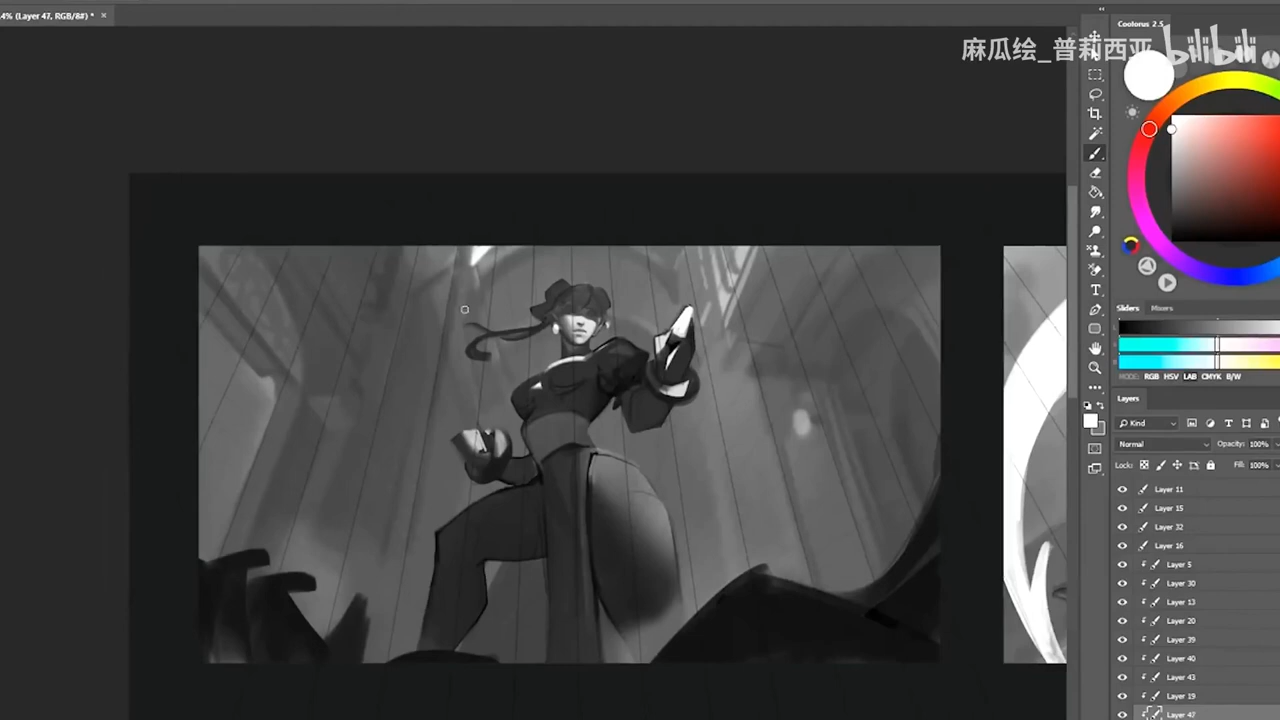 .4% (Layer 47, RGB/8#) *
Coolorus 2.5
麻瓜绘_普莉西亚 bilibili
Sliders Mixers
MODE: RGB HSV LAB CMYK B/W
Layers
Kind
Normal Opacity: 100%
Lock: Fill: 100%
Layer 11
Layer 15
Layer 32
Layer 16
Layer 5
Layer 30
Layer 13
Layer 20
Layer 39
Layer 40
Layer 43
Layer 19
Layer 47